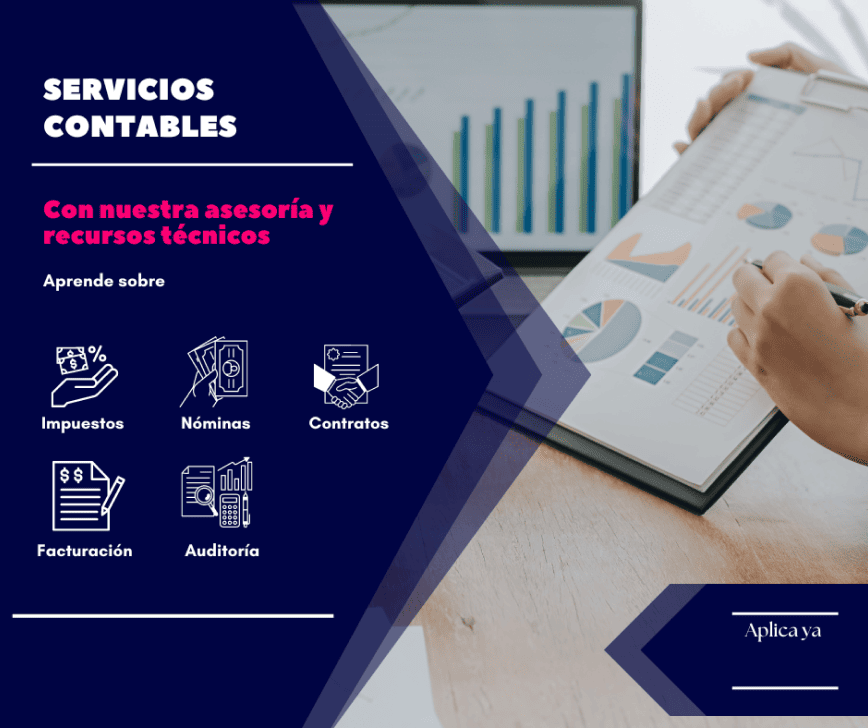 SERVICIOS
CONTABLES
Con nuestra asesoría y
recursos técnicos
Aprende sobre
Impuestos
Nóminas
Contratos
Facturación
Auditoría
Aplica ya